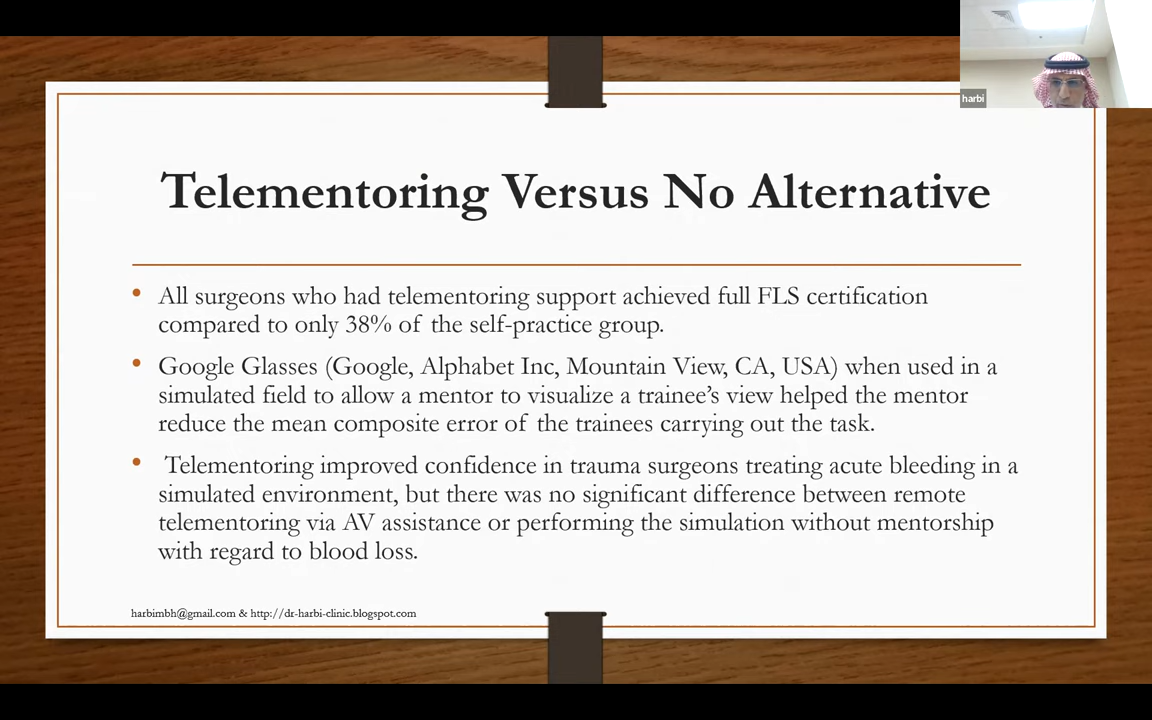 harbi
Telementoring Versus No Alternative
• All surgeons who had telementoring support achieved full FLS certification
compared to only 38% of the self-practice group.
• Google Glasses (Google, Alphabet Inc, Mountain View, CA, USA) when used in a
simulated field to allow a mentor to visualize a trainee’s view helped the mentor
reduce the mean composite error of the trainees carrying out the task.
• Telementoring improved confidence in trauma surgeons treating acute bleeding in a
simulated environment, but there was no significant difference between remote
telementoring via AV assistance or performing the simulation without mentorship
with regard to blood loss.
harbimbh@gmail.com & http://dr-harbi-clinic.blogspot.com